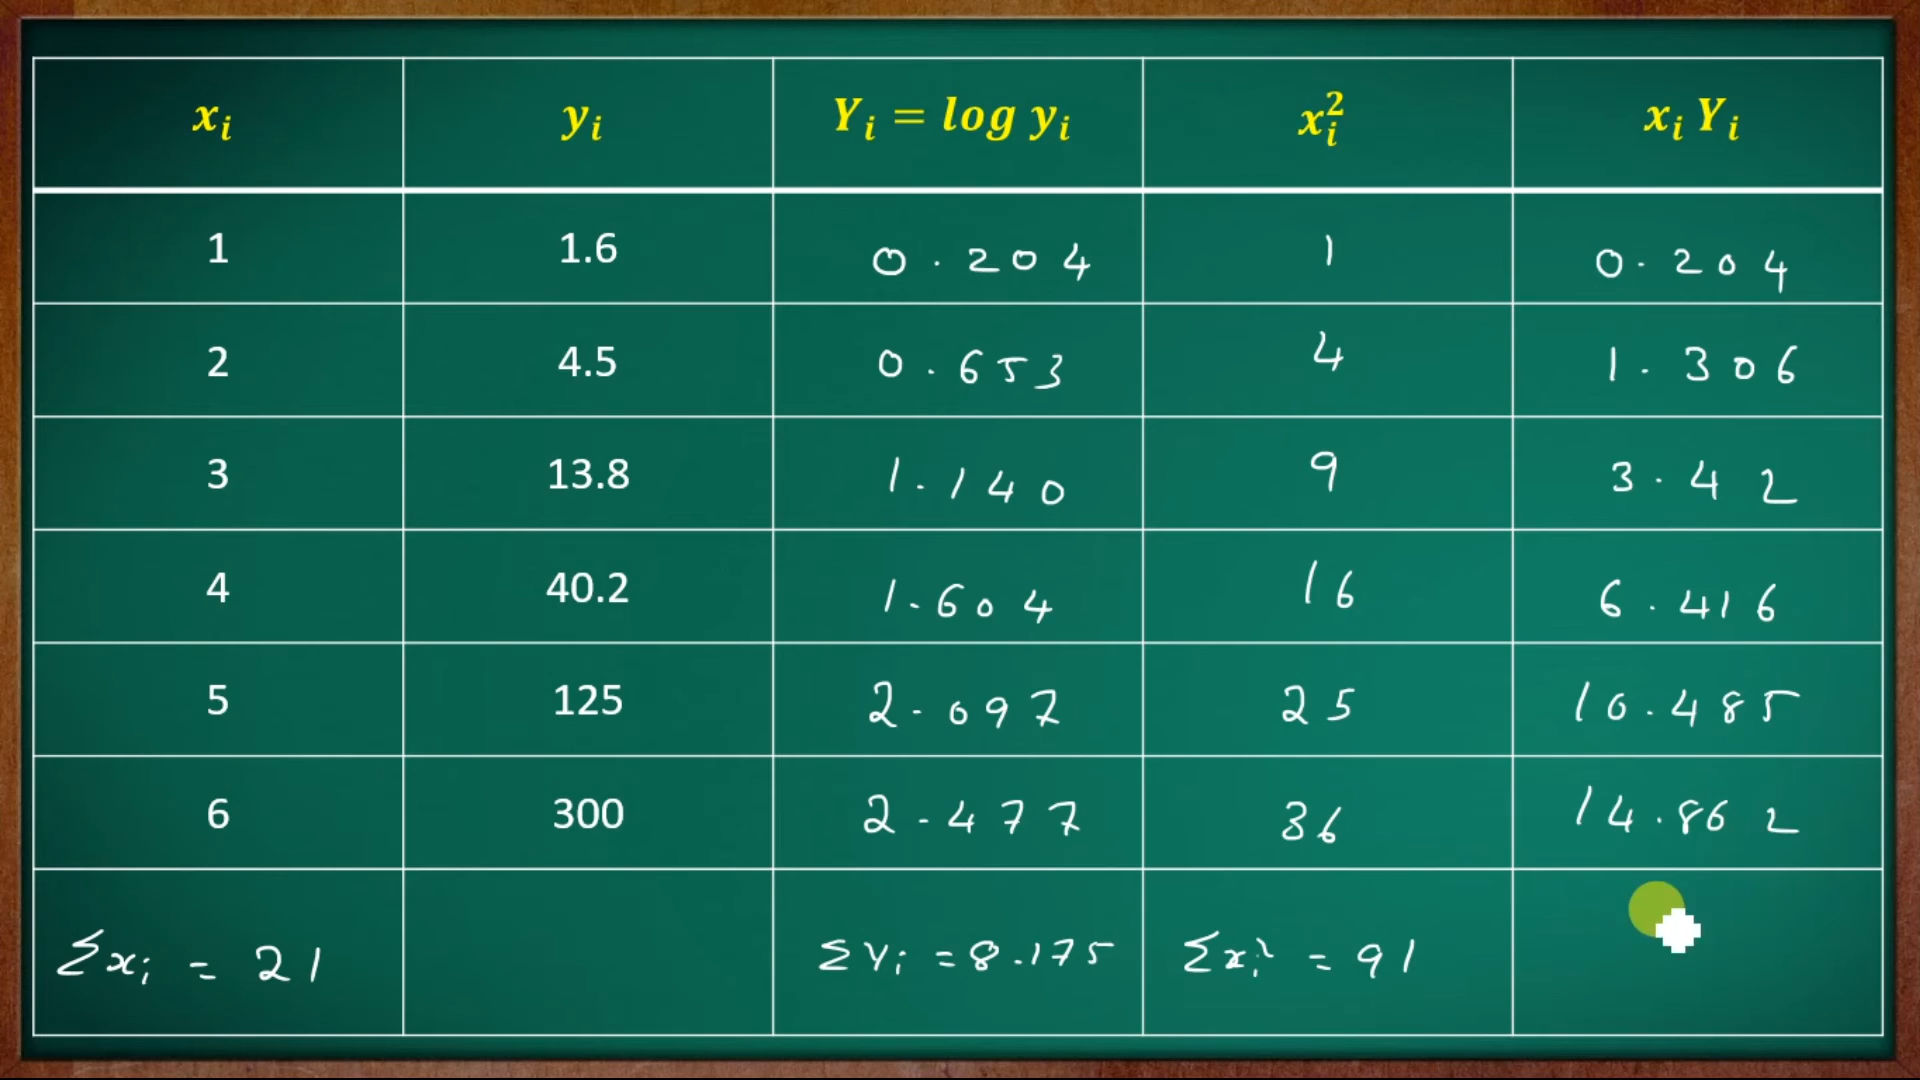 xᵢ yᵢ Yᵢ = log yᵢ xᵢ² xᵢ Yᵢ
1 1.6 0.204 1 0.204
2 4.5 0.653 4 1.306
3 13.8 1.140 9 3.42
4 40.2 1.604 16 6.416
5 125 2.097 25 10.485
6 300 2.477 36 14.862
Σxᵢ = 21 ΣYᵢ = 8.175 Σxᵢ² = 91